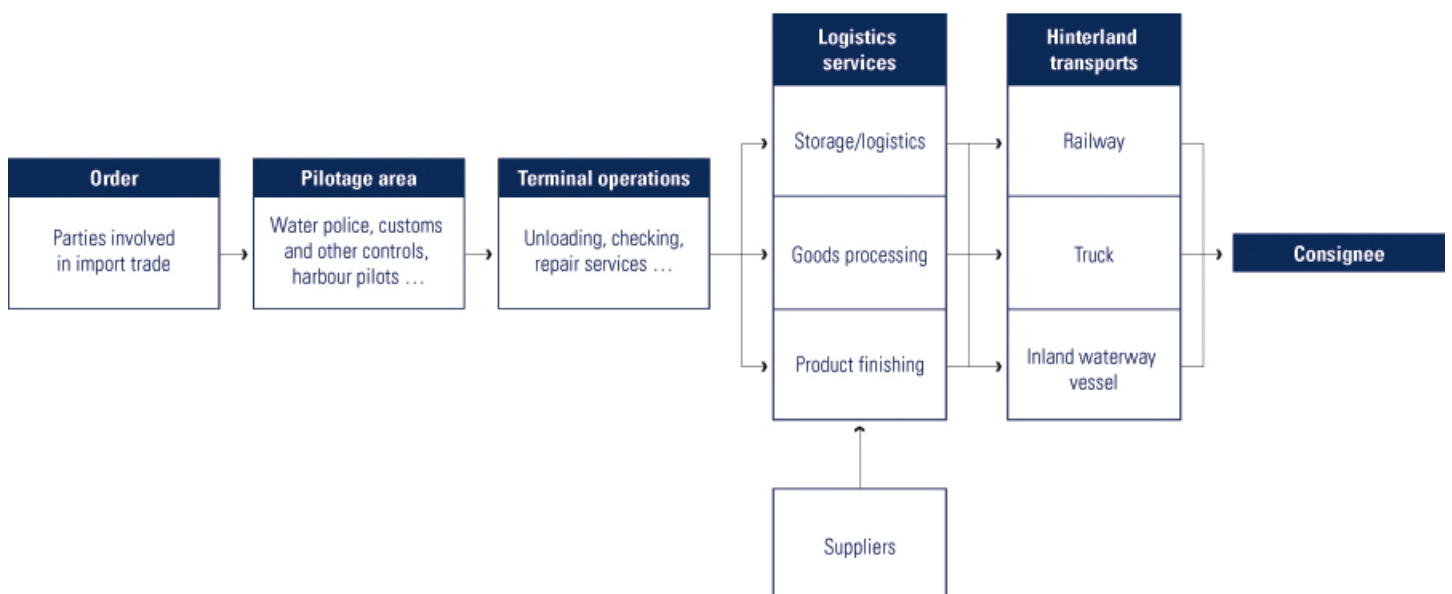 Order
Parties involved
in import trade
Pilotage area
Water police, customs
and other controls,
harbour pilots …
Terminal operations
Unloading, checking,
repair services …
Logistics
services
Storage/logistics
Goods processing
Product finishing
Suppliers
Hinterland
transports
Railway
Truck
Inland waterway
vessel
Consignee